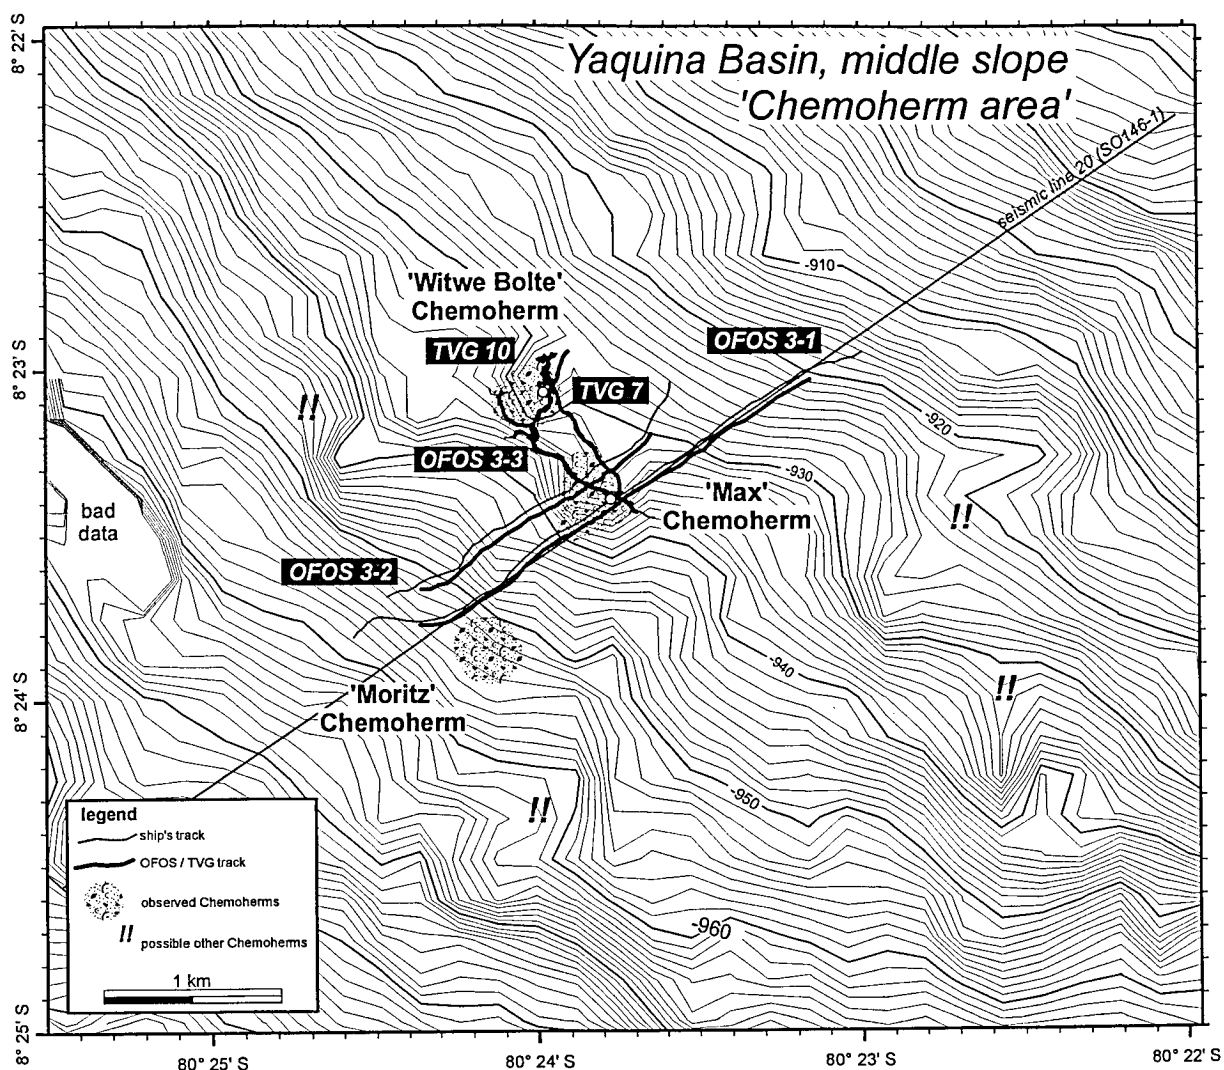 8° 22' S
Yaquina Basin, middle slope
'Chemoherm area'
seismic line 20 (SO146-1)
-910
'Witwe Bolte'
Chemoherm
TVG 10
OFOS 3-1
8° 23' S
TVG 7
!!
-920
OFOS 3-3
-930
'Max'
Chemoherm
!!
bad
data
OFOS 3-2
-940
!!
8° 24' S
'Moritz'
Chemoherm
-950
!!
legend
ship's track
OFOS / TVG track
observed Chemoherms
!! possible other Chemoherms
1 km
-960
8° 25' S
80° 25' S
80° 24' S
80° 23' S
80° 22' S